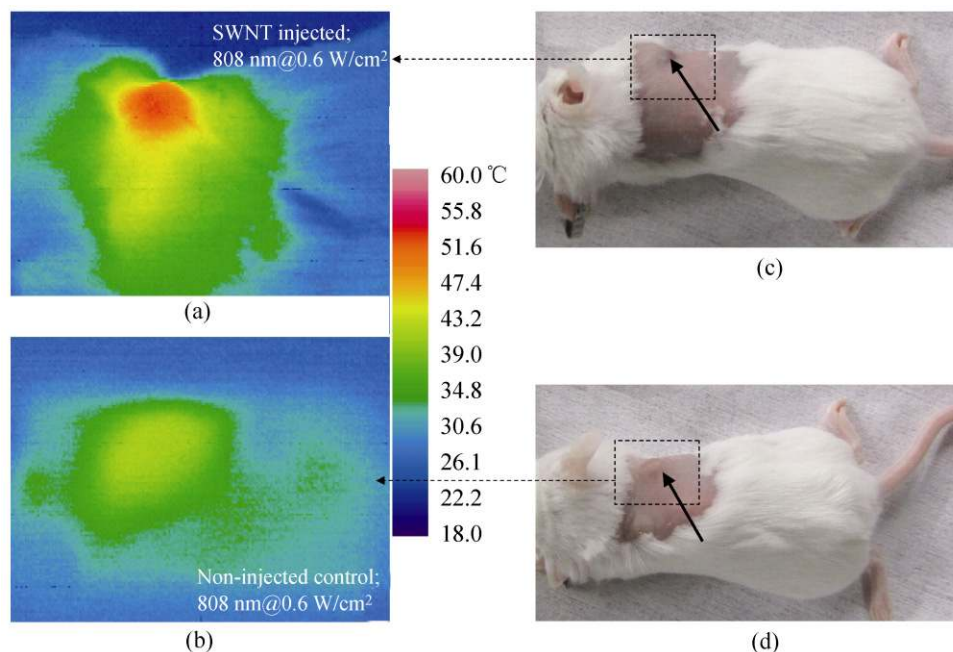 SWNT injected;
808 nm@0.6 W/cm²
(a)
60.0 ℃
55.8
51.6
47.4
43.2
39.0
34.8
30.6
26.1
22.2
18.0
Non-injected control;
808 nm@0.6 W/cm²
(b)
(c)
(d)